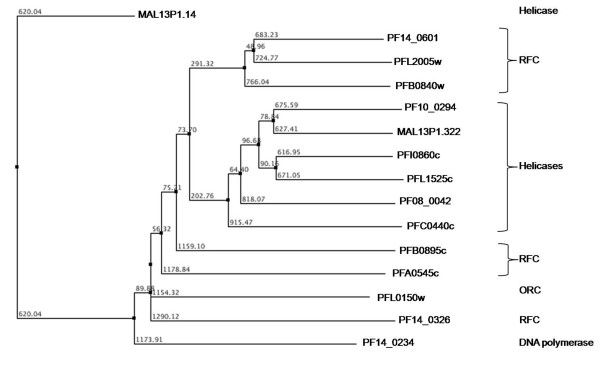 620.04 MAL13P1.14 Helicase
683.23 PF14_0601
48.96
291.32 724.77 PFL2005w RFC
766.04 PFB0840w
675.59 PF10_0294
78.84
73.70 627.41 MAL13P1.322
96.68
616.95 PFI0860c
90.15 Helicases
64.40 671.05 PFL1525c
75.21 202.76 818.07 PF08_0042
915.47 PFC0440c
56.32
1159.10 PFB0895c
RFC
1178.84 PFA0545c
89.88 1154.32 PFL0150w ORC
620.04 1290.12 PF14_0326 RFC
1173.91 PF14_0234 DNA polymerase